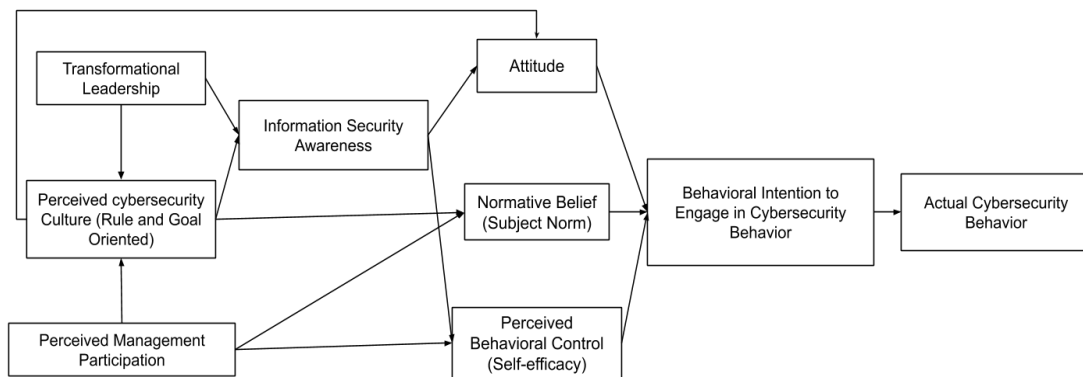 Transformational
Leadership
Attitude
Information Security
Awareness
Perceived cybersecurity
Culture (Rule and Goal
Oriented)
Normative Belief
(Subject Norm)
Behavioral Intention to
Engage in Cybersecurity
Behavior
Actual Cybersecurity
Behavior
Perceived Management
Participation
Perceived
Behavioral Control
(Self-efficacy)